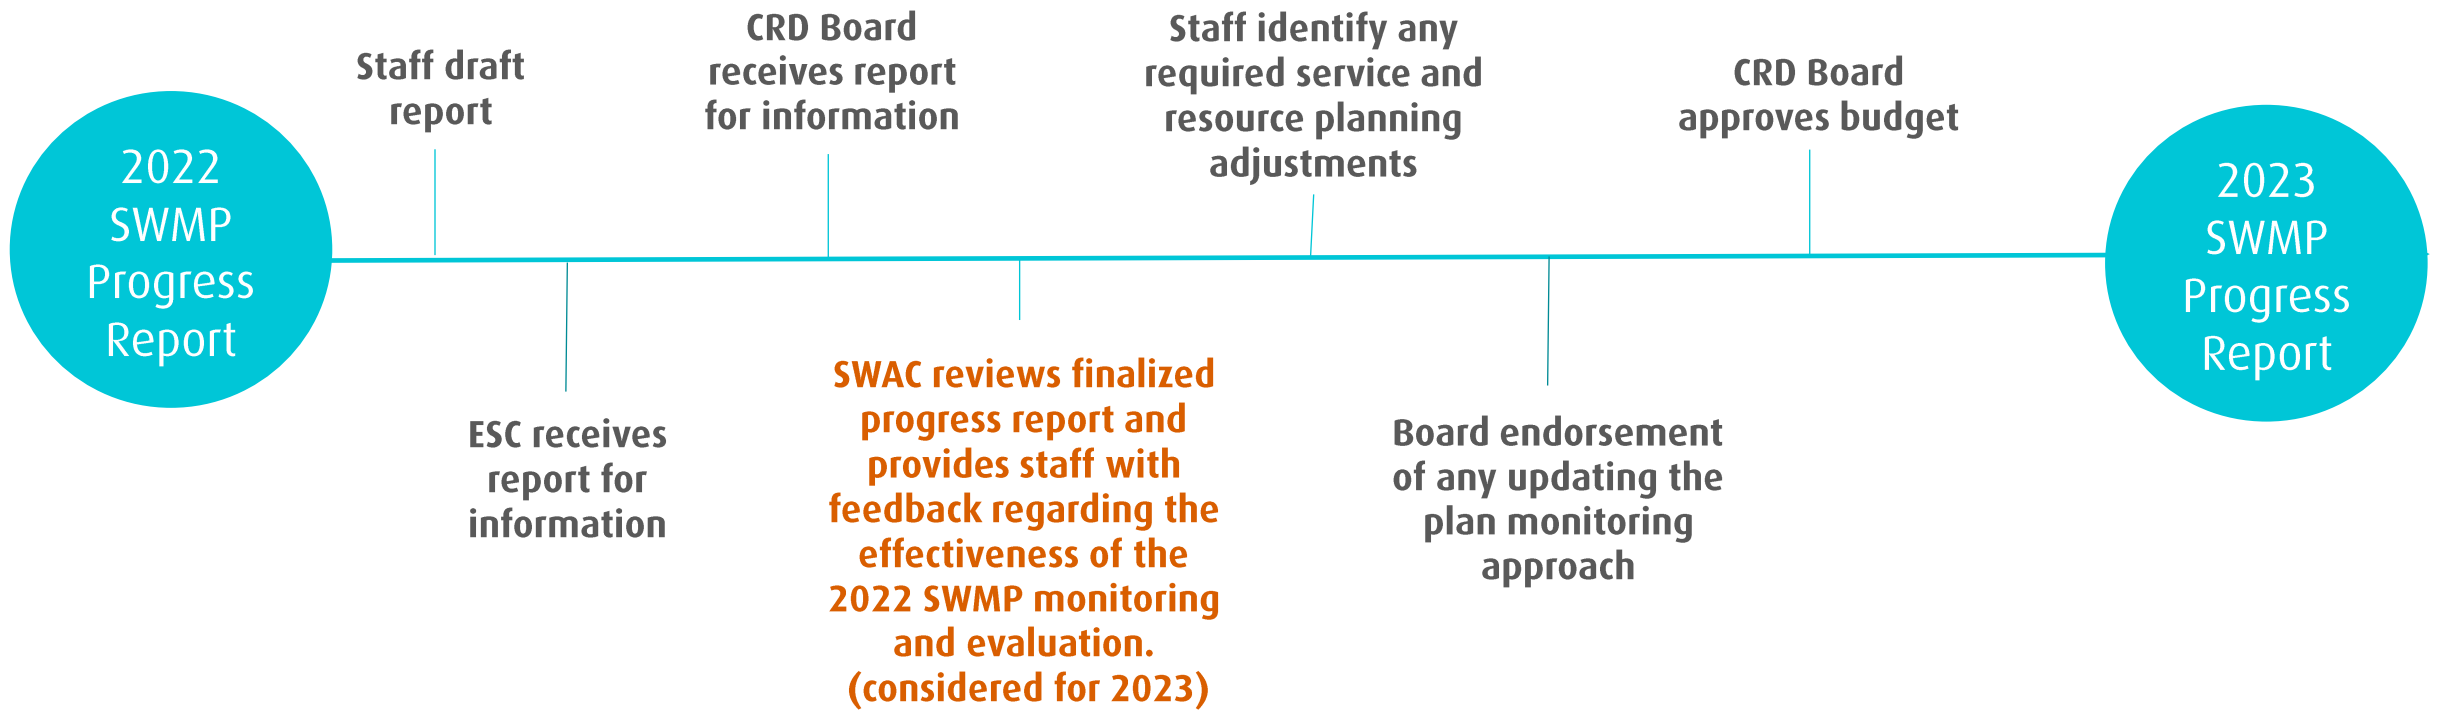 2022
SWMP
Progress
Report
Staff draft
report
ESC receives
report for
information
CRD Board
receives report
for information
SWAC reviews finalized
progress report and
provides staff with
feedback regarding the
effectiveness of the
2022 SWMP monitoring
and evaluation.
(considered for 2023)
Staff identify any
required service and
resource planning
adjustments
Board endorsement
of any updating the
plan monitoring
approach
CRD Board
approves budget
2023
SWMP
Progress
Report